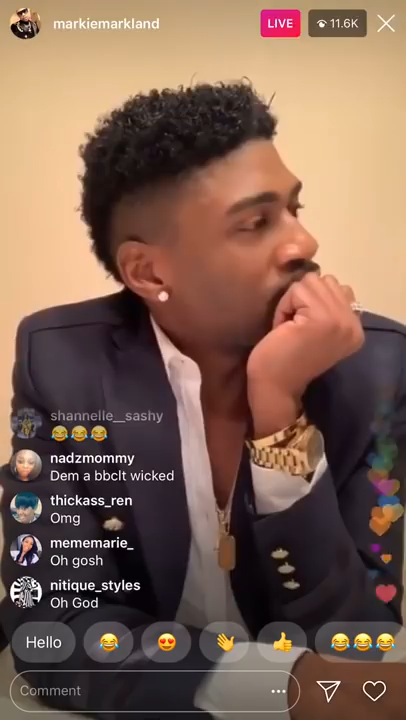 markiemarkland
LIVE
11.6K
shannelle__sashy
😂😂😂
nadzmommy
Dem a bbclt wicked
thickass_ren
Omg
mememarie_
Oh gosh
nitique_styles
Oh God
Hello 😂 😍 👋 👍 😂😂😂
Comment